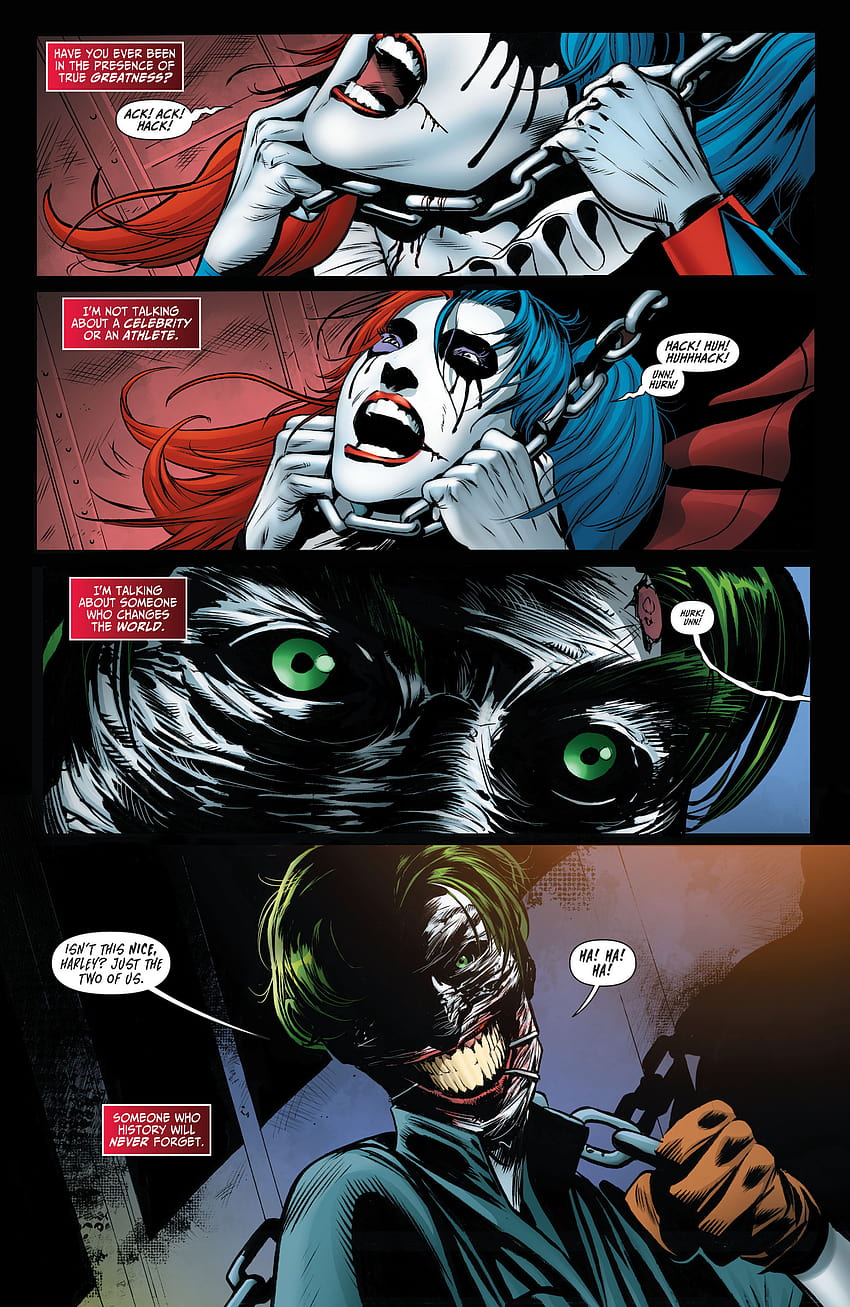 HAVE YOU EVER BEEN
IN THE PRESENCE OF
TRUE GREATNESS?
ACK! ACK!
HACK!
I'M NOT TALKING
ABOUT A CELEBRITY
OR AN ATHLETE.
HACK! HUH!
HUHHHACK!
UNN!
HURN!
I'M TALKING
ABOUT SOMEONE
WHO CHANGES
THE WORLD.
HURK!
UNN!
ISN'T THIS NICE,
HARLEY? JUST THE
TWO OF US.
HA! HA!
HA!
SOMEONE WHO
HISTORY WILL
NEVER FORGET.